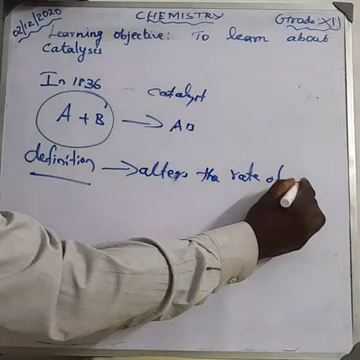 02/12/2020 CHEMISTRY Grade XI
Learning objective: To learn about
Catalysis
In 1836 - catalyst
A + B → AB
definition → alters the rate of